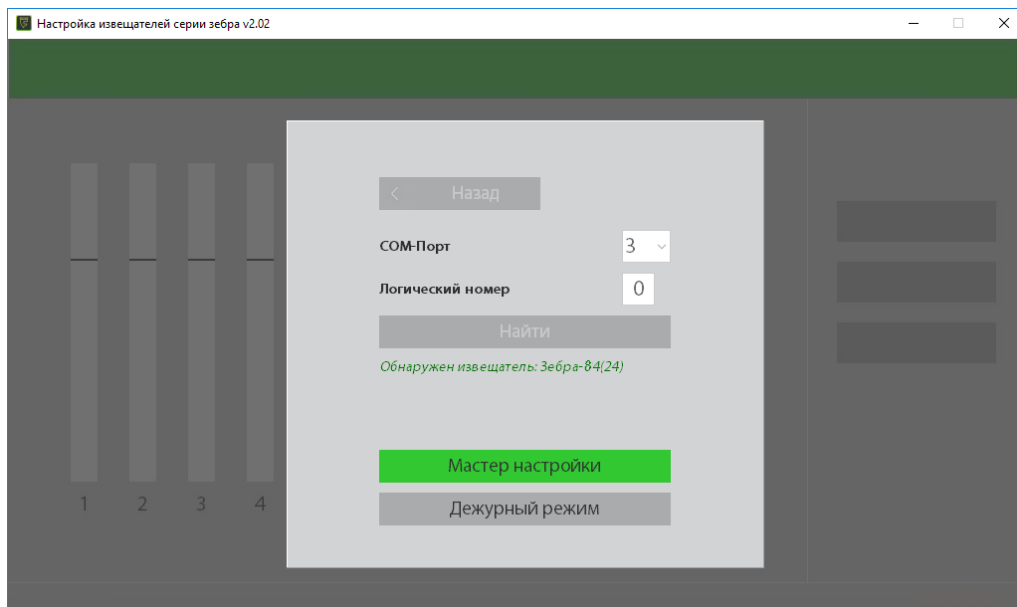 Настройка извещателей серии зебра v2.02
Назад
COM-Порт 3
Логический номер 0
Найти
Обнаружен извещатель: Зебра-84(24)
Мастер настройки
Дежурный режим
1 2 3 4